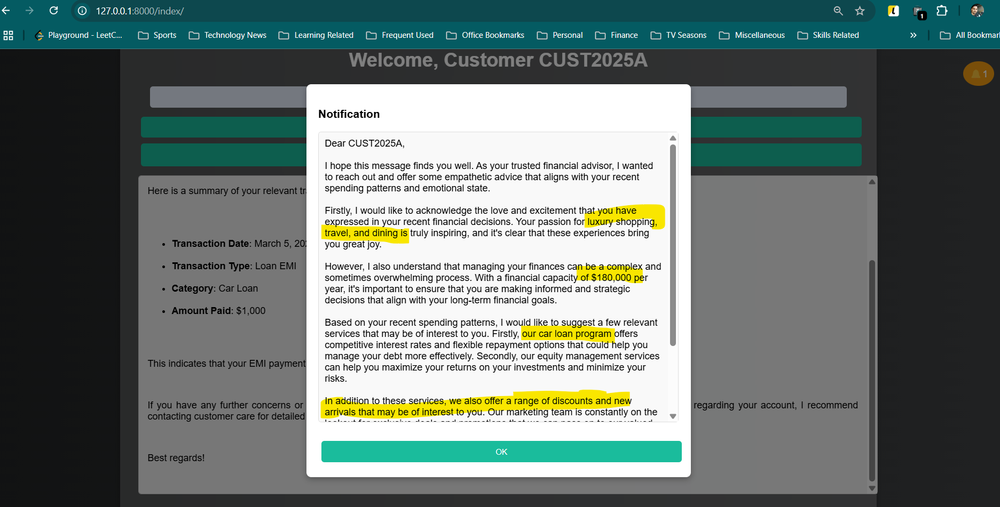 127.0.0.1:8000/index/
1
Playground - LeetC...
Sports
Technology News
Learning Related
Frequent Used
Office Bookmarks
Personal
Finance
TV Seasons
Miscellaneous
Skills Related
»
All Bookmar
Welcome, Customer CUST2025A
1
Notification
Dear CUST2025A,
I hope this message finds you well. As your trusted financial advisor, I wanted
to reach out and offer some empathetic advice that aligns with your recent
spending patterns and emotional state.
Firstly, I would like to acknowledge the love and excitement that you have
expressed in your recent financial decisions. Your passion for luxury shopping,
travel, and dining is truly inspiring, and it's clear that these experiences bring
you great joy.
However, I also understand that managing your finances can be a complex and
sometimes overwhelming process. With a financial capacity of $180,000 per
year, it's important to ensure that you are making informed and strategic
decisions that align with your long-term financial goals.
Based on your recent spending patterns, I would like to suggest a few relevant
services that may be of interest to you. Firstly, our car loan program offers
competitive interest rates and flexible repayment options that could help you
manage your debt more effectively. Secondly, our equity management services
can help you maximize your returns on your investments and minimize your
risks.
In addition to these services, we also offer a range of discounts and new
arrivals that may be of interest to you. Our marketing team is constantly on the
OK
Here is a summary of your relevant
Transaction Date: March 5,
Transaction Type: Loan EMI
Category: Car Loan
Amount Paid: $1,000
This indicates that your EMI payment
If you have any further concerns or
regarding your account, I recommend
contacting customer care for detailed
Best regards!